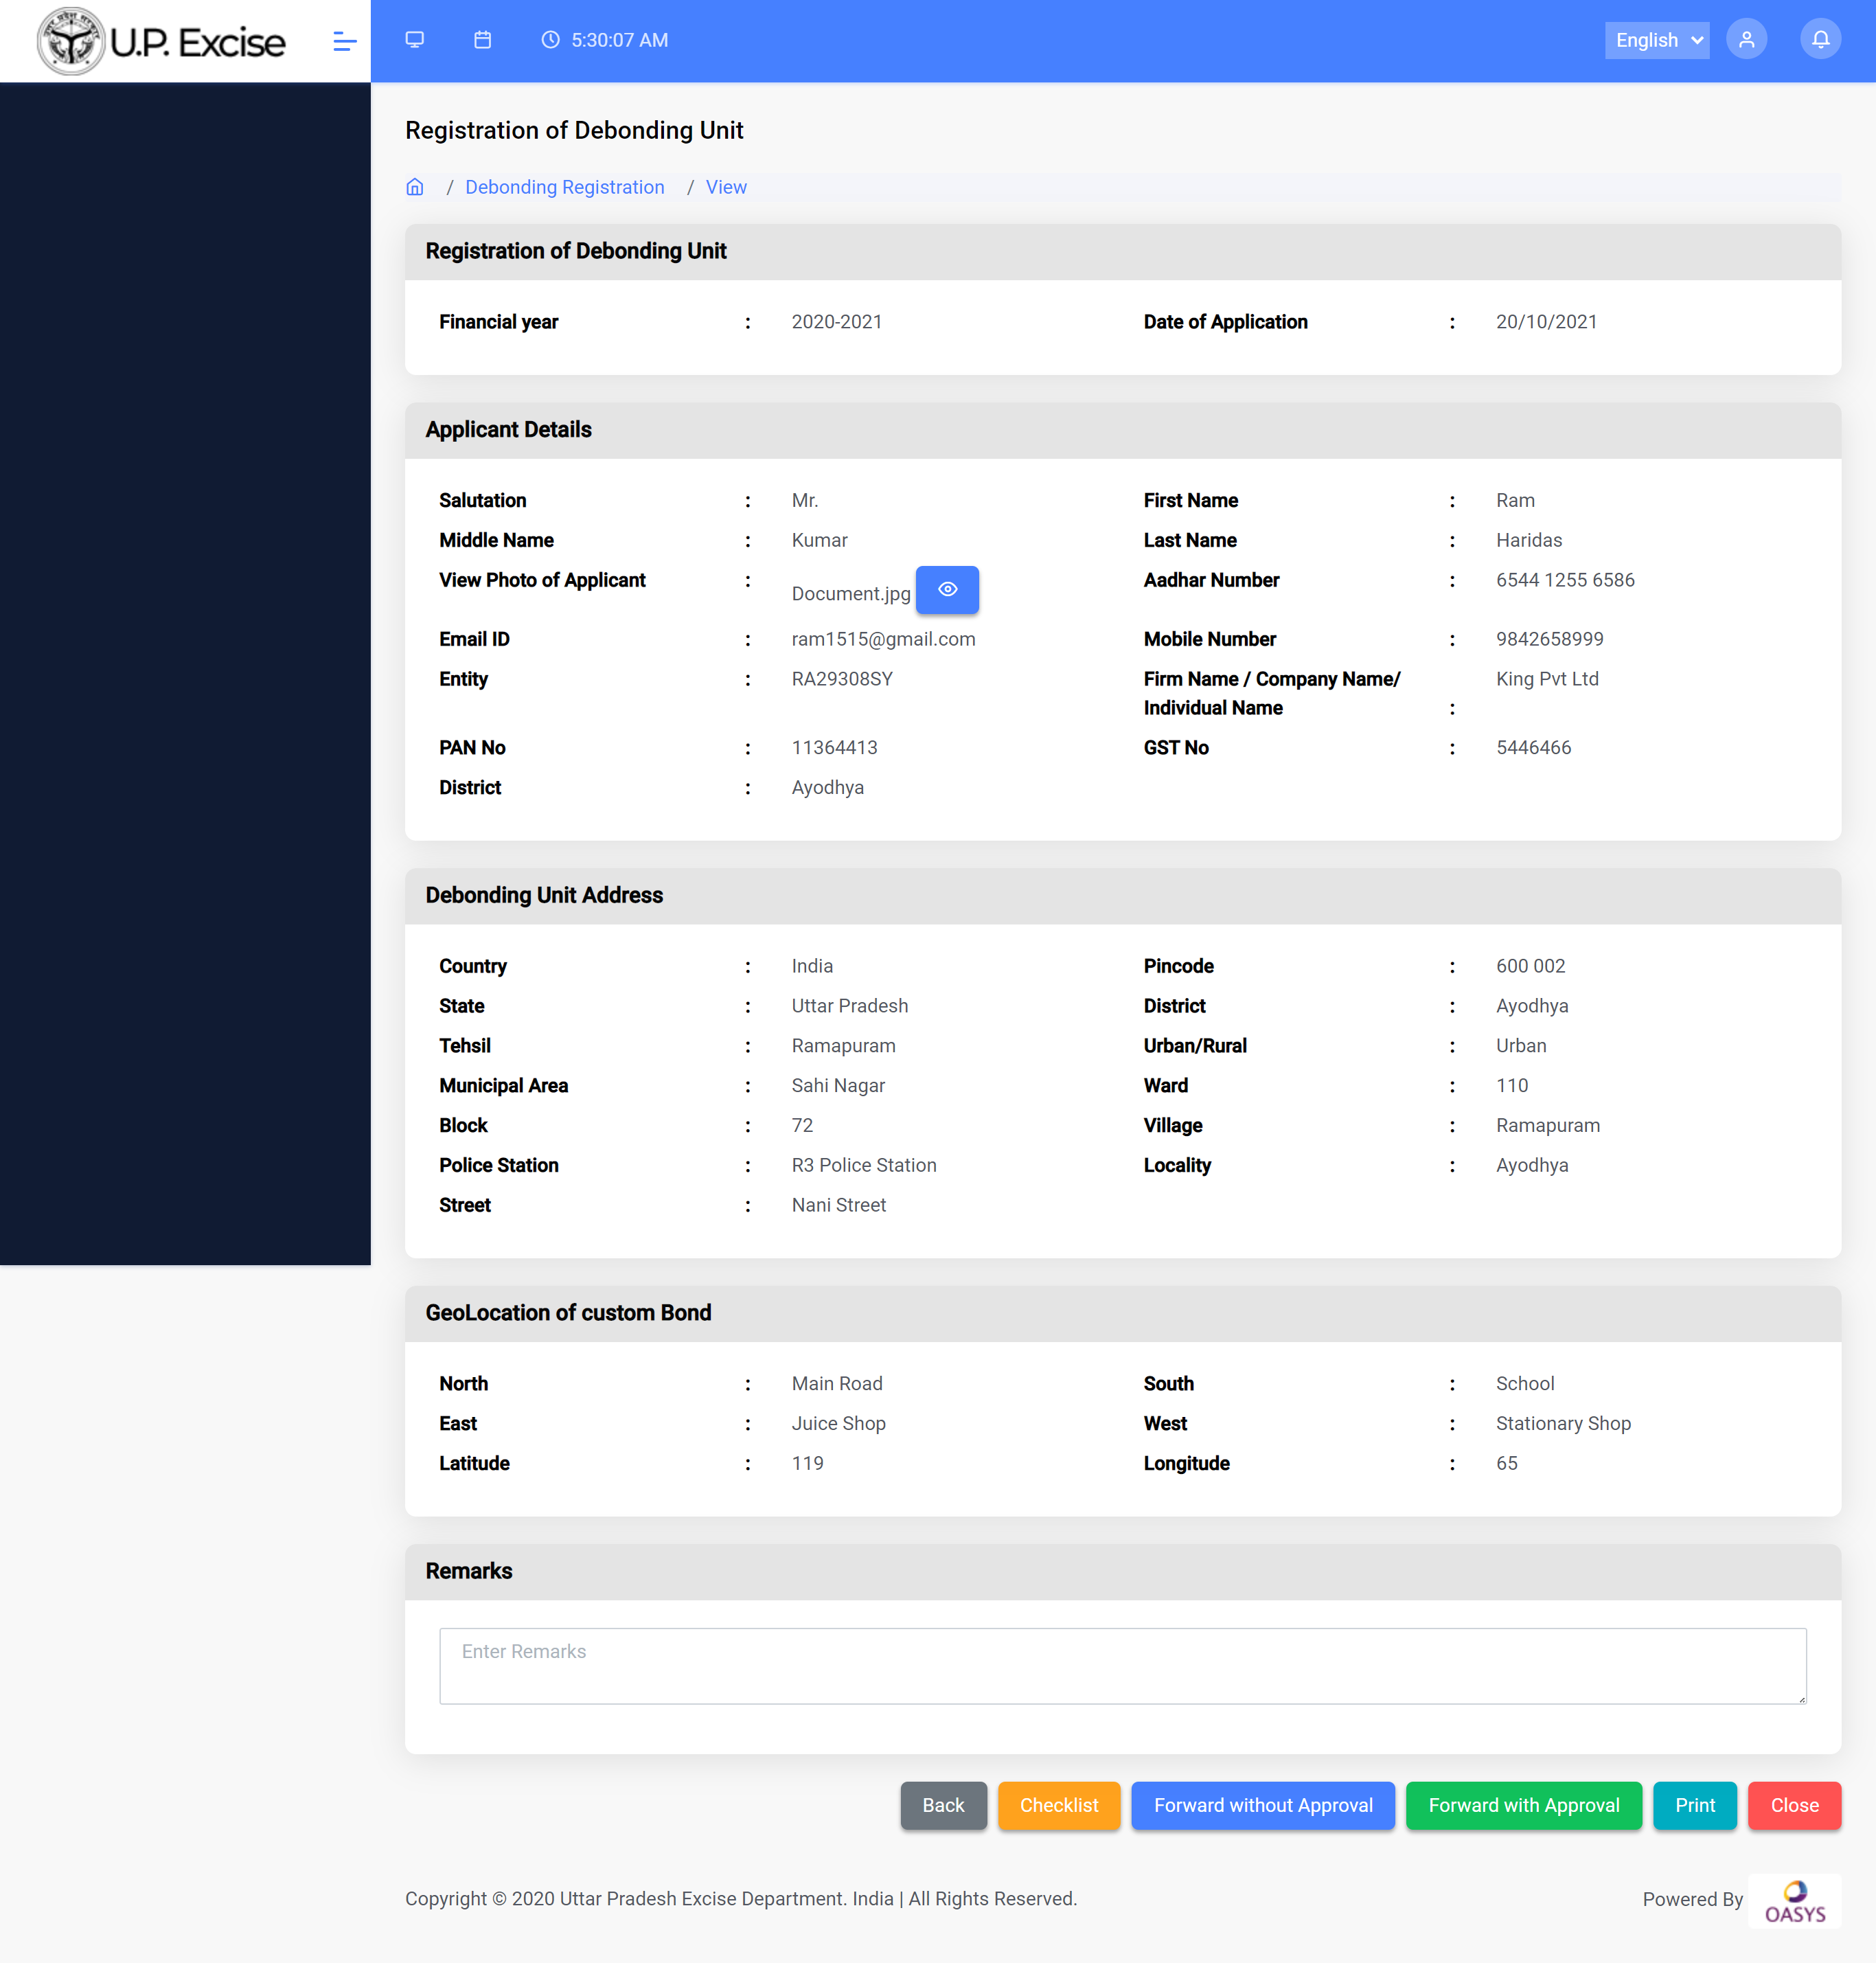 U.P. Excise
5:30:07 AM
English
Registration of Debonding Unit
/ Debonding Registration / View
Registration of Debonding Unit
Financial year : 2020-2021 Date of Application : 20/10/2021
Applicant Details
Salutation : Mr. First Name : Ram
Middle Name : Kumar Last Name : Haridas
View Photo of Applicant : Document.jpg Aadhar Number : 6544 1255 6586
Email ID : ram1515@gmail.com Mobile Number : 9842658999
Entity : RA29308SY Firm Name / Company Name/ King Pvt Ltd
Individual Name :
PAN No : 11364413 GST No : 5446466
District : Ayodhya
Debonding Unit Address
Country : India Pincode : 600 002
State : Uttar Pradesh District : Ayodhya
Tehsil : Ramapuram Urban/Rural : Urban
Municipal Area : Sahi Nagar Ward : 110
Block : 72 Village : Ramapuram
Police Station : R3 Police Station Locality : Ayodhya
Street : Nani Street
GeoLocation of custom Bond
North : Main Road South : School
East : Juice Shop West : Stationary Shop
Latitude : 119 Longitude : 65
Remarks
Enter Remarks
Back Checklist Forward without Approval Forward with Approval Print Close
Copyright © 2020 Uttar Pradesh Excise Department. India | All Rights Reserved. Powered By
OASYS